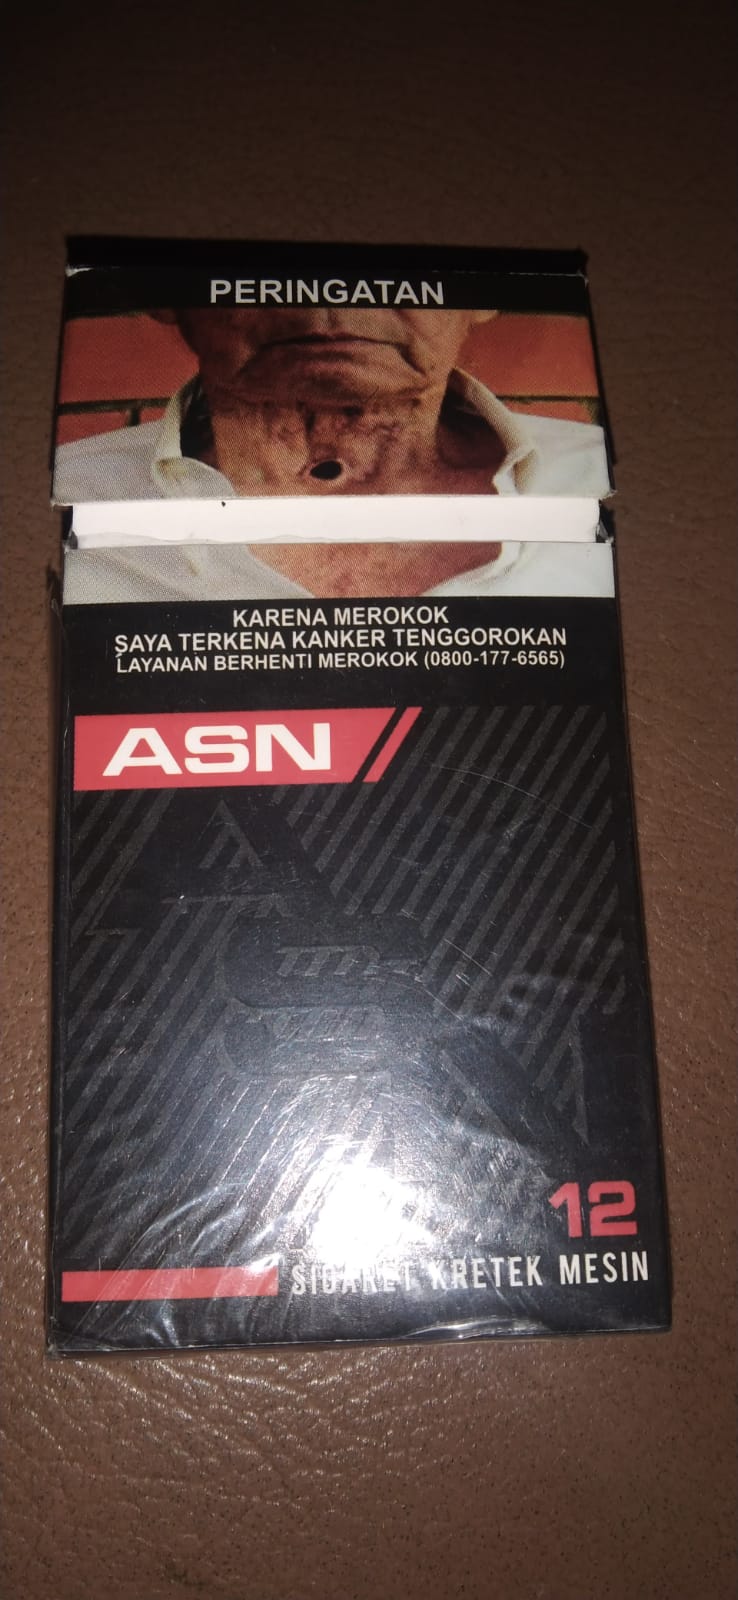 PERINGATAN
KARENA MEROKOK
SAYA TERKENA KANKER TENGGOROKAN
LAYANAN BERHENTI MEROKOK (0800-177-6565)
ASN
12
SIGARET KRETEK MESIN